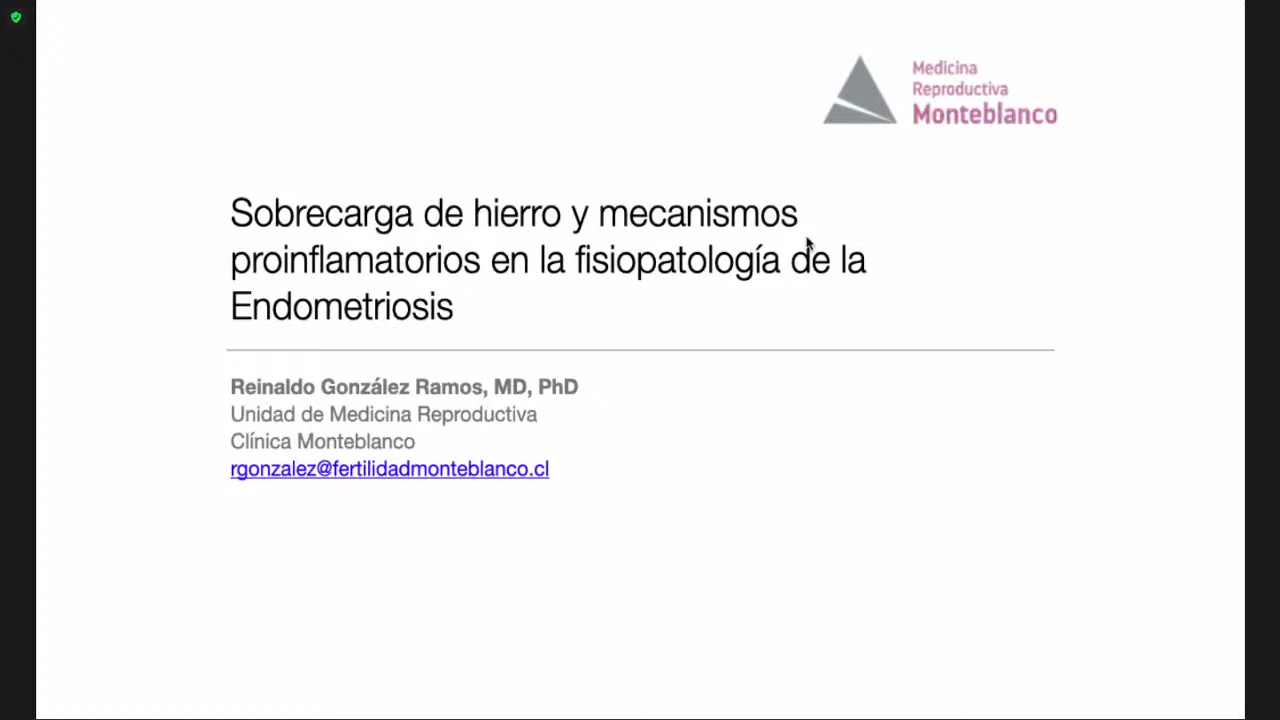 Medicina
Reproductiva
Monteblanco
Sobrecarga de hierro y mecanismos
proinflamatorios en la fisiopatología de la
Endometriosis
Reinaldo González Ramos, MD, PhD
Unidad de Medicina Reproductiva
Clínica Monteblanco
rgonzalez@fertilidadmonteblanco.cl